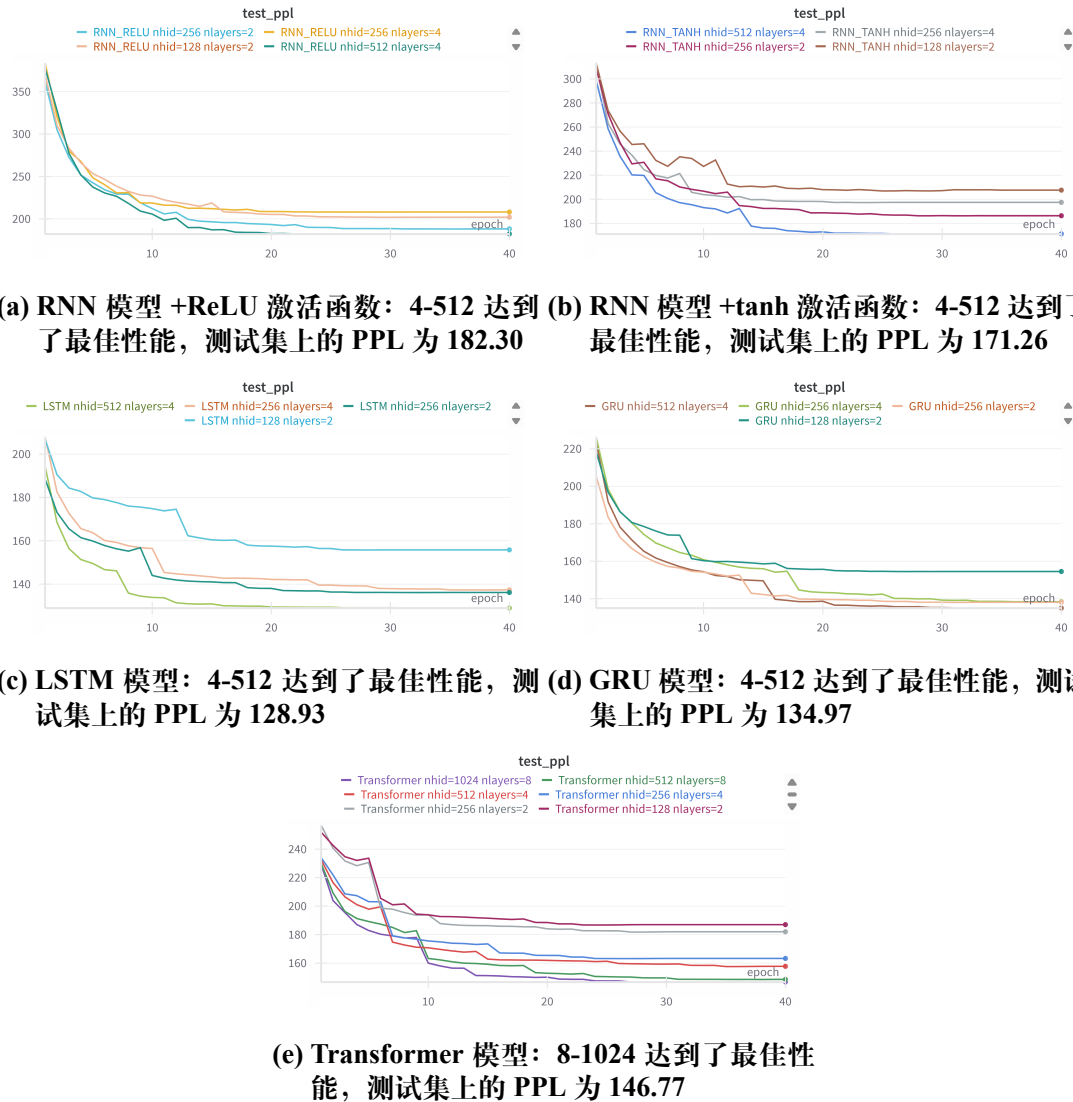 test_ppl
RNN_RELU nhid=256 nlayers=2 RNN_RELU nhid=256 nlayers=4
RNN_RELU nhid=128 nlayers=2 RNN_RELU nhid=512 nlayers=4
350
300
250
200
epoch
10 20 30 40
(a) RNN 模型 +ReLU 激活函数：4-512 达到
了最佳性能，测试集上的 PPL 为 182.30
test_ppl
RNN_TANH nhid=512 nlayers=4 RNN_TANH nhid=256 nlayers=4
RNN_TANH nhid=256 nlayers=2 RNN_TANH nhid=128 nlayers=2
300
280
260
240
220
200
180
epoch
10 20 30 40
(b) RNN 模型 +tanh 激活函数：4-512 达到了
最佳性能，测试集上的 PPL 为 171.26
test_ppl
LSTM nhid=512 nlayers=4 LSTM nhid=256 nlayers=4 LSTM nhid=256 nlayers=2
LSTM nhid=128 nlayers=2
200
180
160
140
epoch
10 20 30 40
(c) LSTM 模型：4-512 达到了最佳性能，测
试集上的 PPL 为 128.93
test_ppl
GRU nhid=512 nlayers=4 GRU nhid=256 nlayers=4 GRU nhid=256 nlayers=2
GRU nhid=128 nlayers=2
220
200
180
160
140
epoch
10 20 30 40
(d) GRU 模型：4-512 达到了最佳性能，测试
集上的 PPL 为 134.97
test_ppl
Transformer nhid=1024 nlayers=8 Transformer nhid=512 nlayers=8
Transformer nhid=512 nlayers=4 Transformer nhid=256 nlayers=4
Transformer nhid=256 nlayers=2 Transformer nhid=128 nlayers=2
240
220
200
180
160
epoch
10 20 30 40
(e) Transformer 模型：8-1024 达到了最佳性
能，测试集上的 PPL 为 146.77